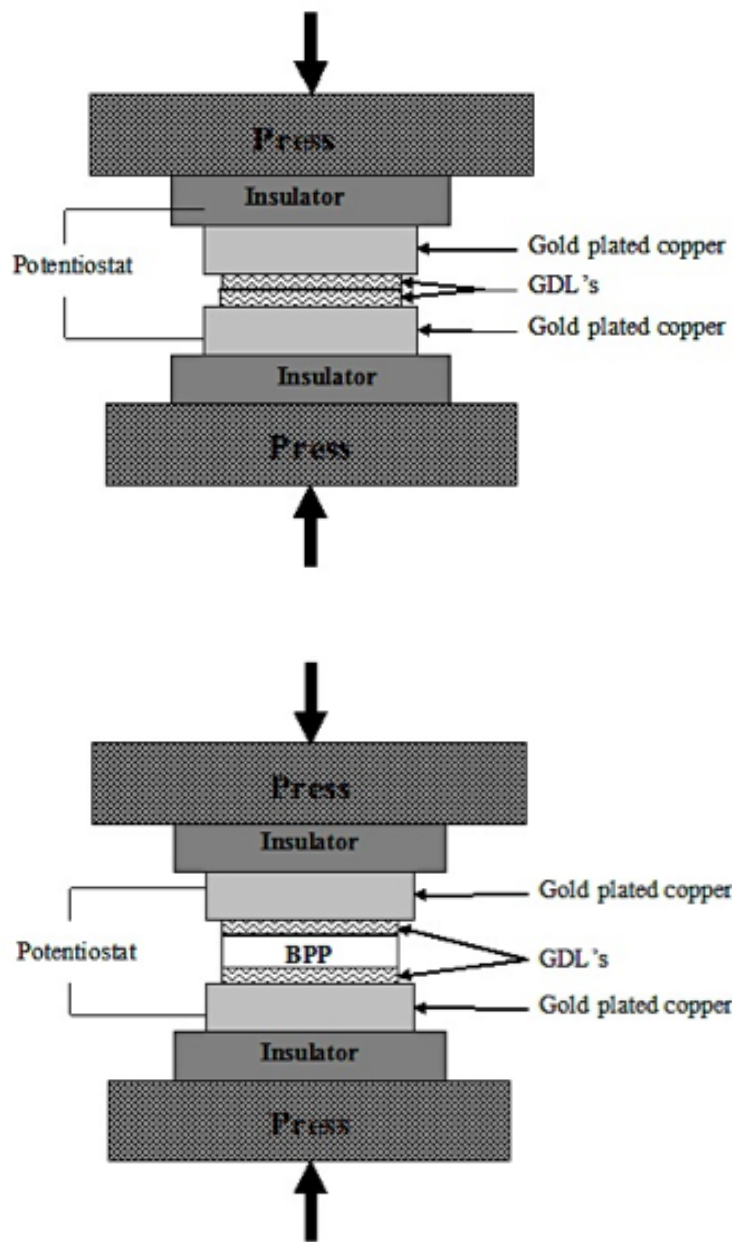 Press
Insulator
Gold plated copper
Potentiostat
GDL's
Gold plated copper
Insulator
Press
Press
Insulator
Gold plated copper
BPP
Potentiostat
GDL's
Gold plated copper
Insulator
Press